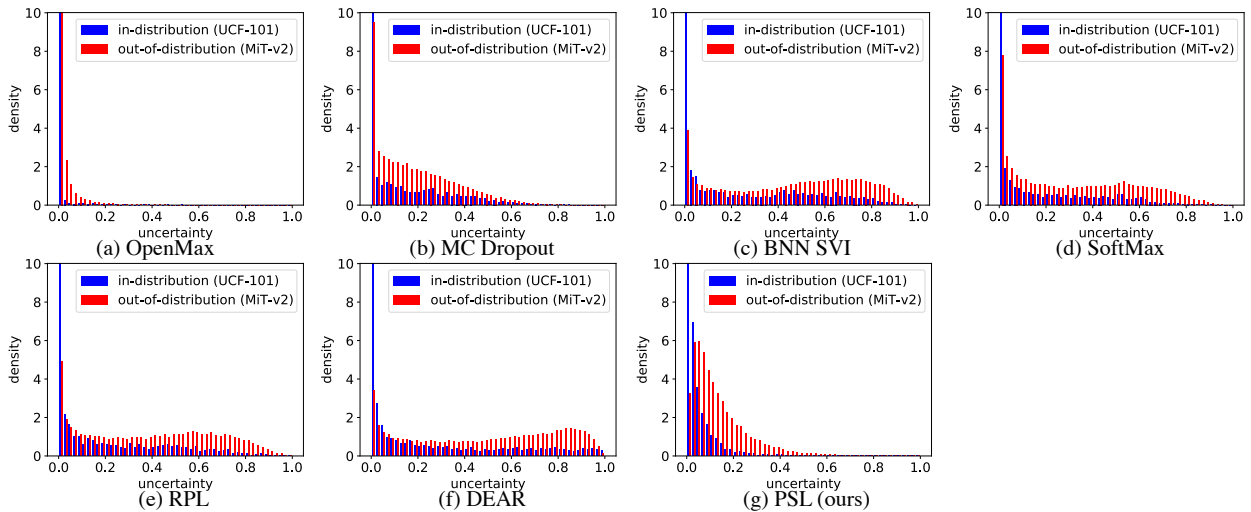 10
8
6
4
2
0
density
in-distribution (UCF-101)
out-of-distribution (MiT-v2)
0.0 0.2 0.4 0.6 0.8 1.0
uncertainty
(a) OpenMax
10
8
6
4
2
0
density
in-distribution (UCF-101)
out-of-distribution (MiT-v2)
0.0 0.2 0.4 0.6 0.8 1.0
uncertainty
(b) MC Dropout
10
8
6
4
2
0
density
in-distribution (UCF-101)
out-of-distribution (MiT-v2)
0.0 0.2 0.4 0.6 0.8 1.0
uncertainty
(c) BNN SVI
10
8
6
4
2
0
density
in-distribution (UCF-101)
out-of-distribution (MiT-v2)
0.0 0.2 0.4 0.6 0.8 1.0
uncertainty
(d) SoftMax
10
8
6
4
2
0
density
in-distribution (UCF-101)
out-of-distribution (MiT-v2)
0.0 0.2 0.4 0.6 0.8 1.0
uncertainty
(e) RPL
10
8
6
4
2
0
density
in-distribution (UCF-101)
out-of-distribution (MiT-v2)
0.0 0.2 0.4 0.6 0.8 1.0
uncertainty
(f) DEAR
10
8
6
4
2
0
density
in-distribution (UCF-101)
out-of-distribution (MiT-v2)
0.0 0.2 0.4 0.6 0.8 1.0
uncertainty
(g) PSL (ours)